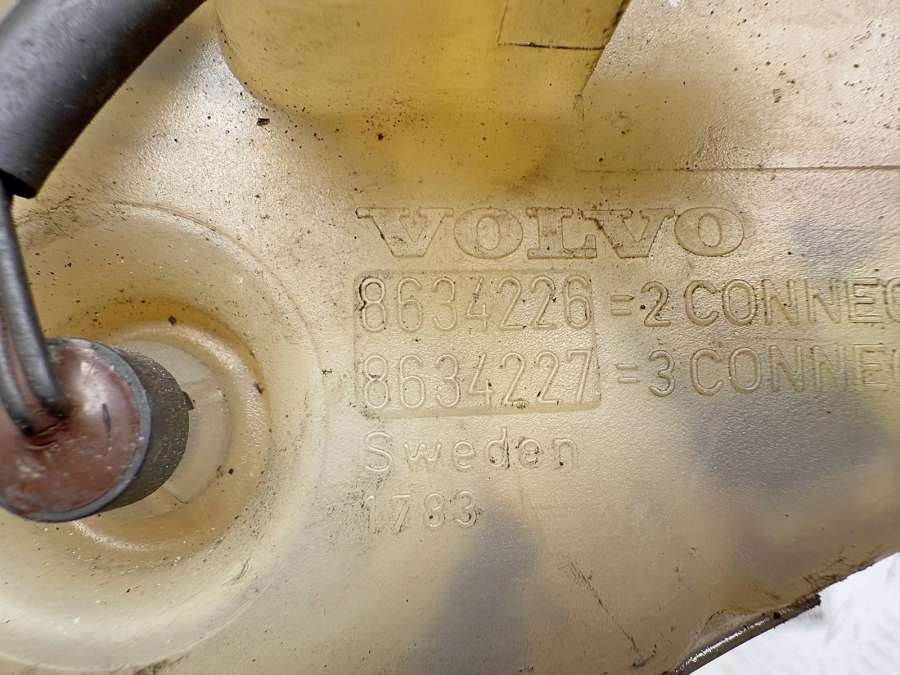 VOLVO
8634226 = 2 CONNEC
8634227 = 3 CONNEC
Sweden
1783